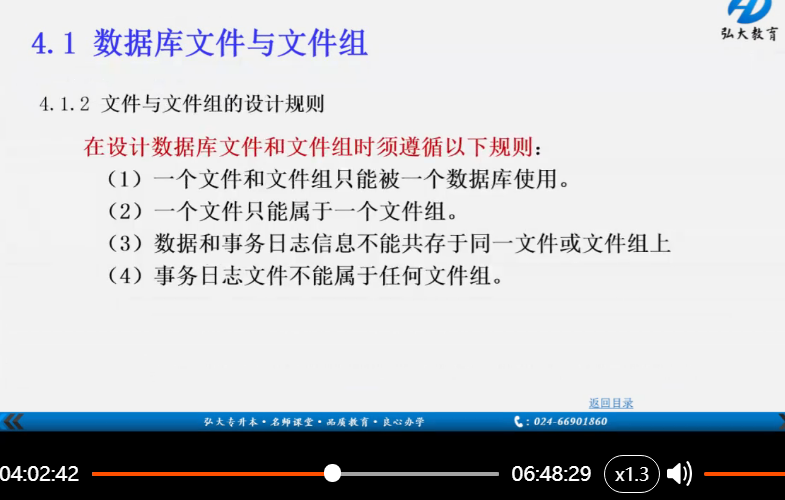 弘大教育
4.1 数据库文件与文件组
4.1.2 文件与文件组的设计规则
在设计数据库文件和文件组时须遵循以下规则:
（1）一个文件和文件组只能被一个数据库使用。
（2）一个文件只能属于一个文件组。
（3）数据和事务日志信息不能共存于同一文件或文件组上
（4）事务日志文件不能属于任何文件组。
返回目录
弘大专升本·名师课堂·品质教育·良心办学
:024-66901860
04:02:42
06:48:29
x1.3